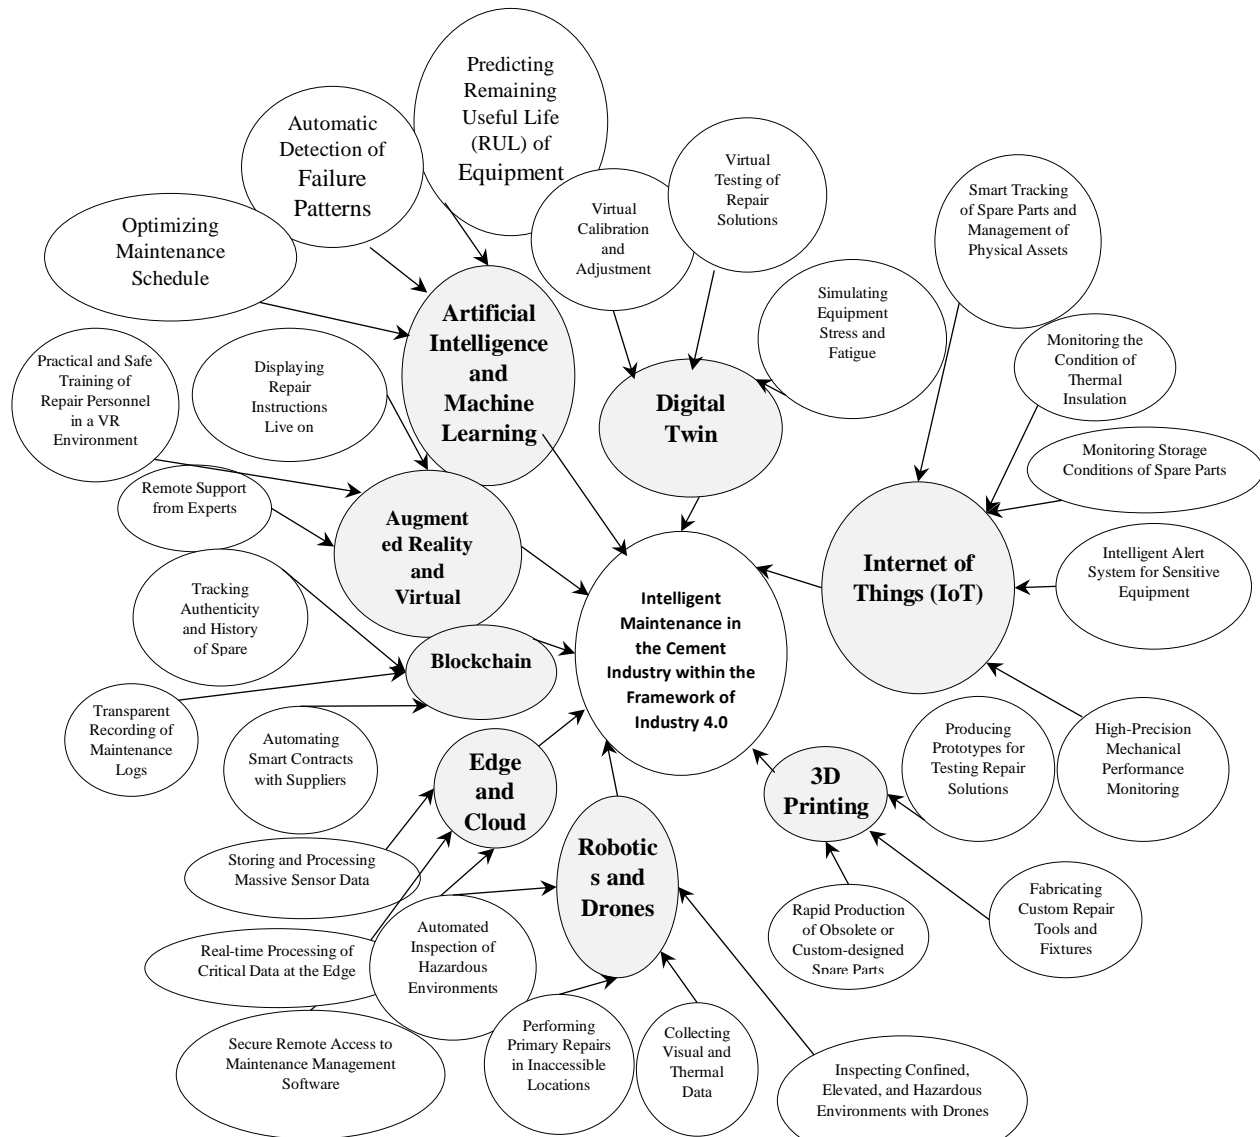 Predicting
Remaining
Useful Life
(RUL) of
Equipment
Automatic
Detection of
Failure
Patterns
Optimizing
Maintenance
Schedule
Virtual
Calibration
and
Adjustment
Virtual
Testing of
Repair
Solutions
Simulating
Equipment
Stress and
Fatigue
Smart Tracking
of Spare Parts and
Management of
Physical Assets
Monitoring the
Condition of
Thermal
Insulation
Monitoring Storage
Conditions of Spare Parts
Intelligent Alert
System for Sensitive
Equipment
High-Precision
Mechanical
Performance
Monitoring
Artificial
Intelligence
and
Machine
Learning
Digital
Twin
Internet of
Things (IoT)
Practical and Safe
Training of
Repair Personnel
in a VR
Environment
Displaying
Repair
Instructions
Live on
Remote Support
from Experts
Augment
ed Reality
and
Virtual
Tracking
Authenticity
and History
of Spare
Blockchain
Transparent
Recording of
Maintenance
Logs
Automating
Smart Contracts
with Suppliers
Intelligent
Maintenance in
the Cement
Industry within the
Framework of
Industry 4.0
Edge
and
Cloud
Storing and Processing
Massive Sensor Data
Real-time Processing of
Critical Data at the Edge
Secure Remote Access to
Maintenance Management
Software
Robotic
s and
Drones
Automated
Inspection of
Hazardous
Environments
Performing
Primary Repairs
in Inaccessible
Locations
Collecting
Visual and
Thermal
Data
Inspecting Confined,
Elevated, and Hazardous
Environments with Drones
3D
Printing
Producing
Prototypes for
Testing Repair
Solutions
Rapid Production
of Obsolete or
Custom-designed
Spare Parts
Fabricating
Custom Repair
Tools and
Fixtures